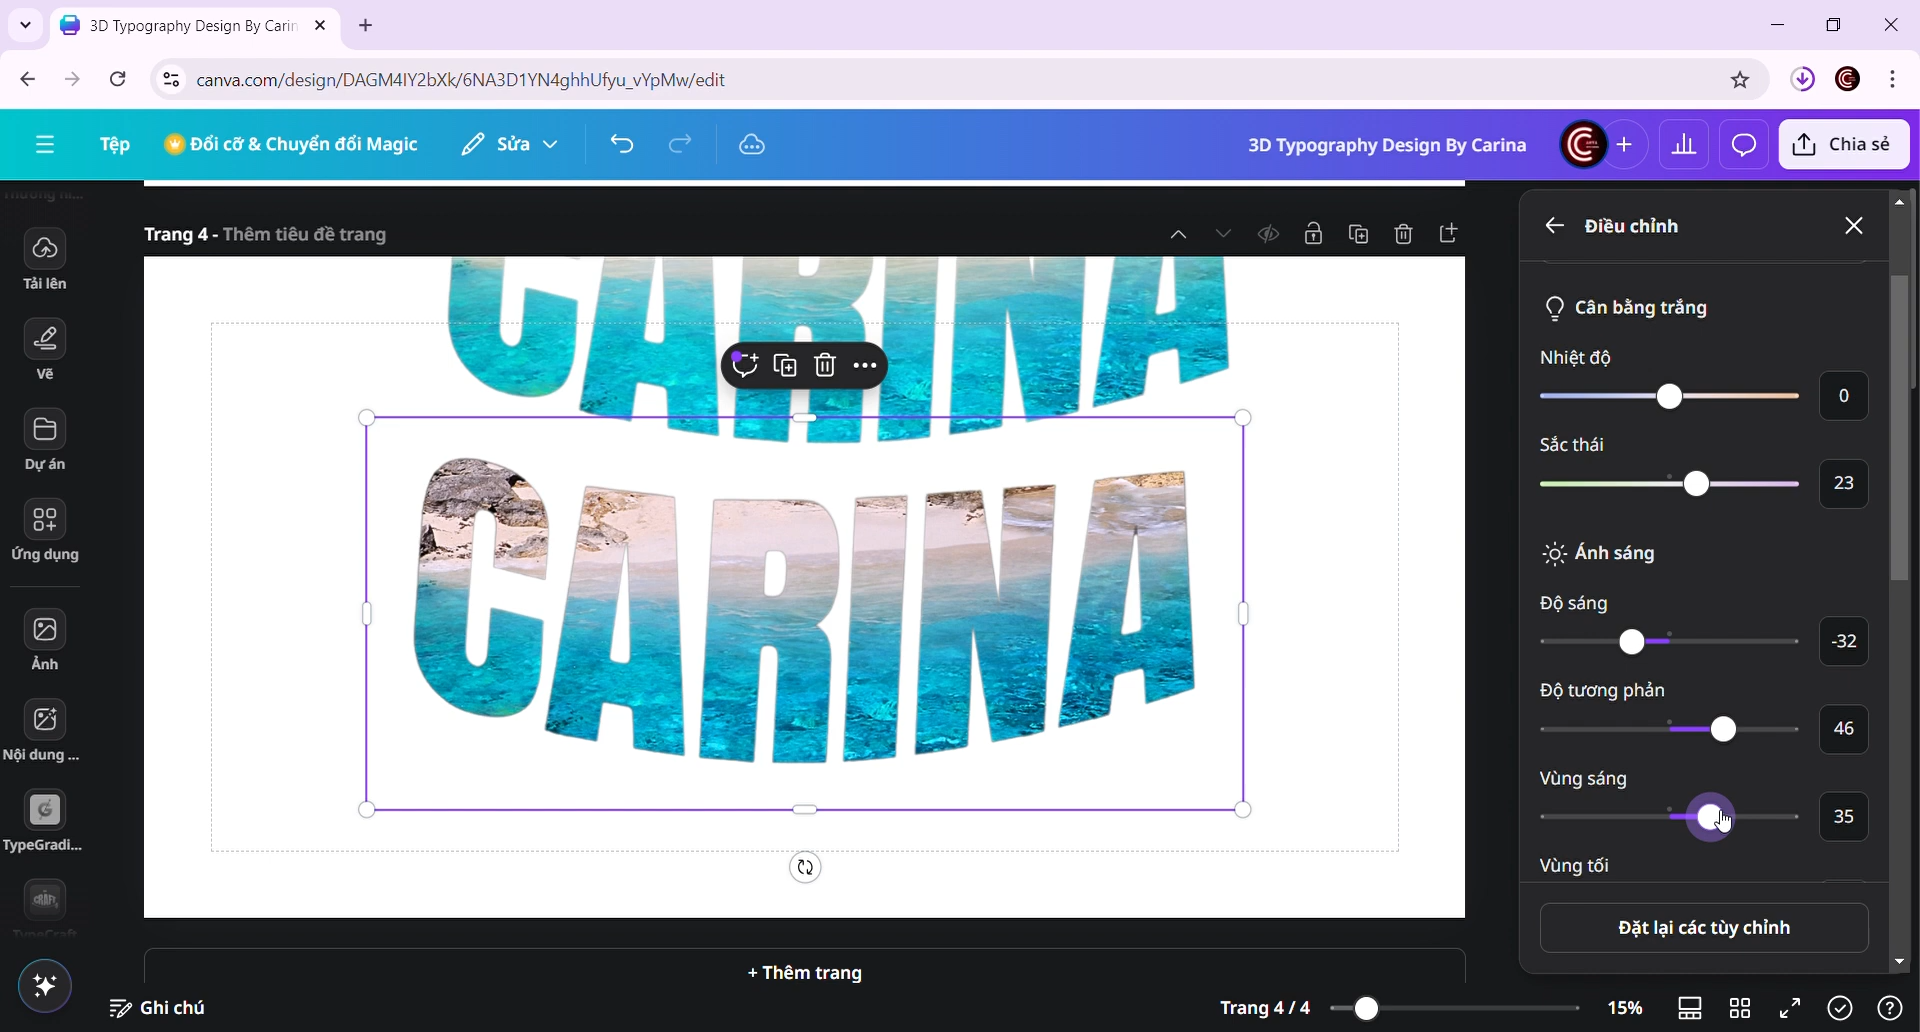 3D Typography Design By Carin
canva.com/design/DAGM4IY2bXk/6NA3D1YN4ghhUfyu_vYpMw/edit
Tệp
Đổi cỡ & Chuyển đổi Magic
Sửa
3D Typography Design By Carina
Chia sẻ
Tải lên
Vẽ
Dự án
Ứng dụng
Ảnh
Nội dung ...
TypeGradi...
Trang 4 - Thêm tiêu đề trang
CARINA
CARINA
+ Thêm trang
Điều chỉnh
Cân bằng trắng
Nhiệt độ
0
Sắc thái
23
Ánh sáng
Độ sáng
-32
Độ tương phản
46
Vùng sáng
35
Vùng tối
Đặt lại các tùy chỉnh
Ghi chú
Trang 4 / 4
15%